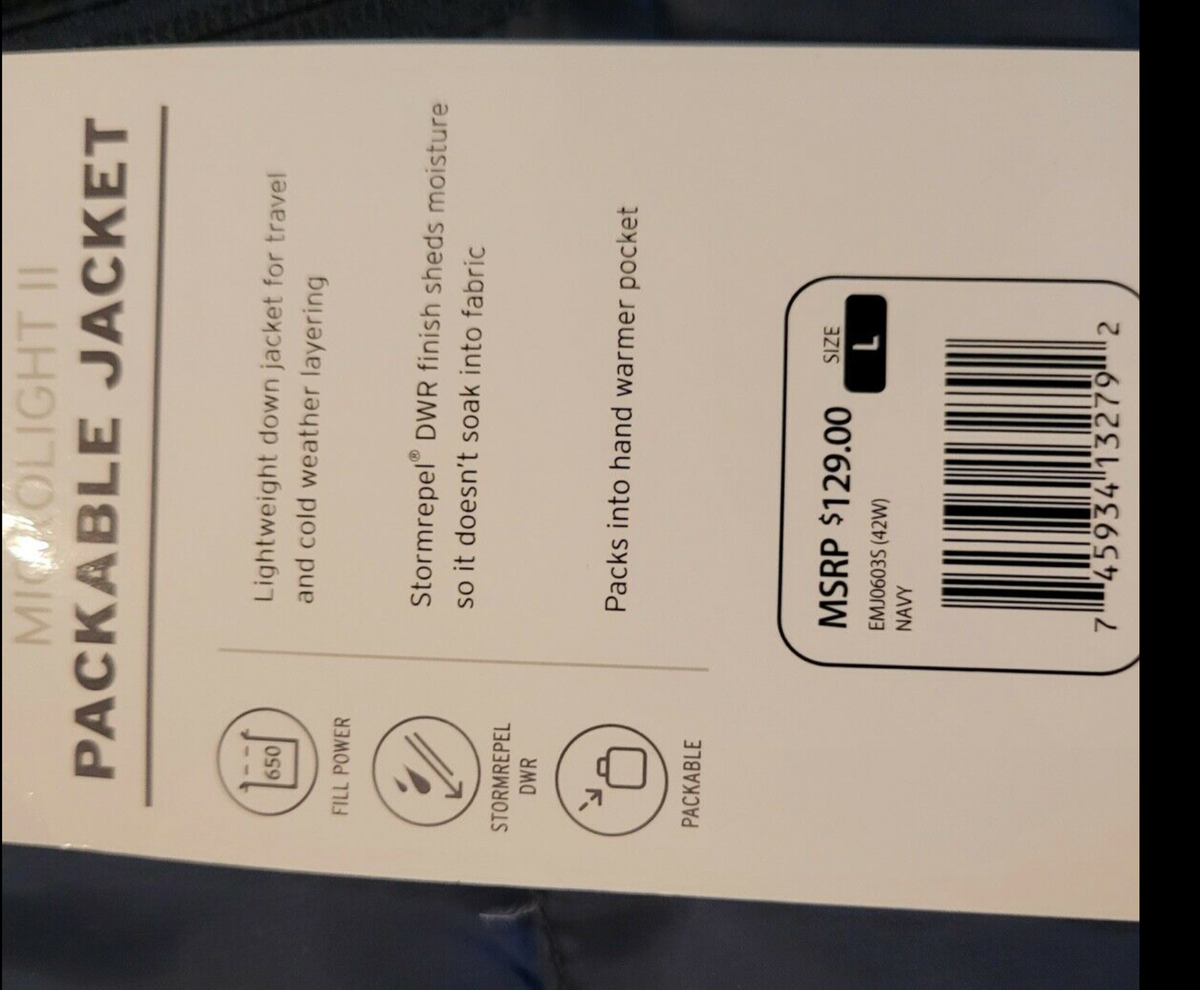 MICROLIGHT II
PACKABLE JACKET
650
FILL POWER
Lightweight down jacket for travel
and cold weather layering
STORMREPEL
DWR
Stormrepel® DWR finish sheds moisture
so it doesn't soak into fabric
PACKABLE
Packs into hand warmer pocket
MSRP $129.00
SIZE
L
EMJ0603S (42W)
NAVY
7 45934 13279 2